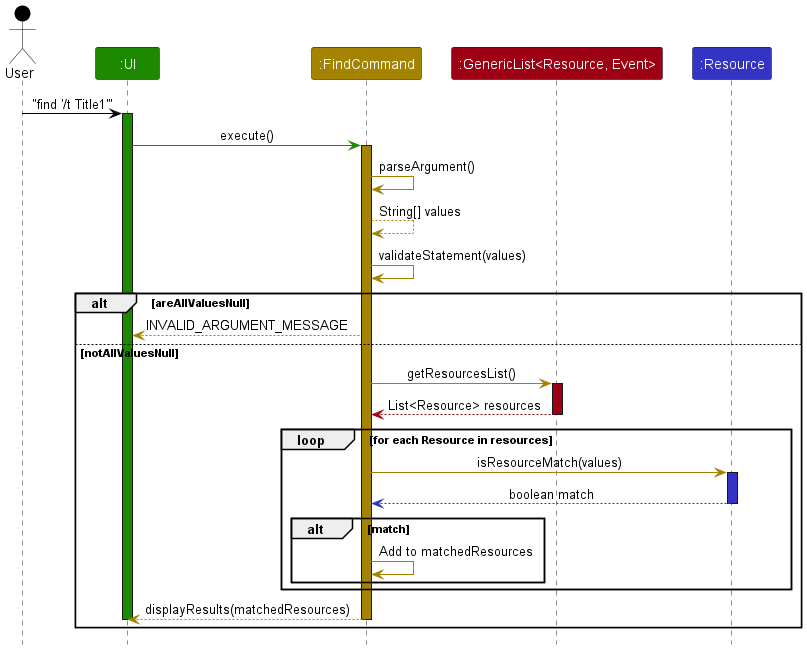 User
:UI
:FindCommand
:GenericList<Resource, Event>
:Resource
"find '/t Title1'"
execute()
parseArgument()
String[] values
validateStatement(values)
alt
[areAllValuesNull]
INVALID_ARGUMENT_MESSAGE
[notAllValuesNull]
getResourcesList()
List<Resource> resources
loop
[for each Resource in resources]
isResourceMatch(values)
boolean match
alt
[match]
Add to matchedResources
displayResults(matchedResources)